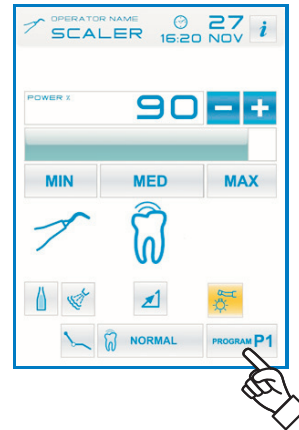 OPERATOR NAME
SCALER
16:20
27
NOV
i
POWER %
90
- +
MIN MED MAX
NORMAL
PROGRAM P1